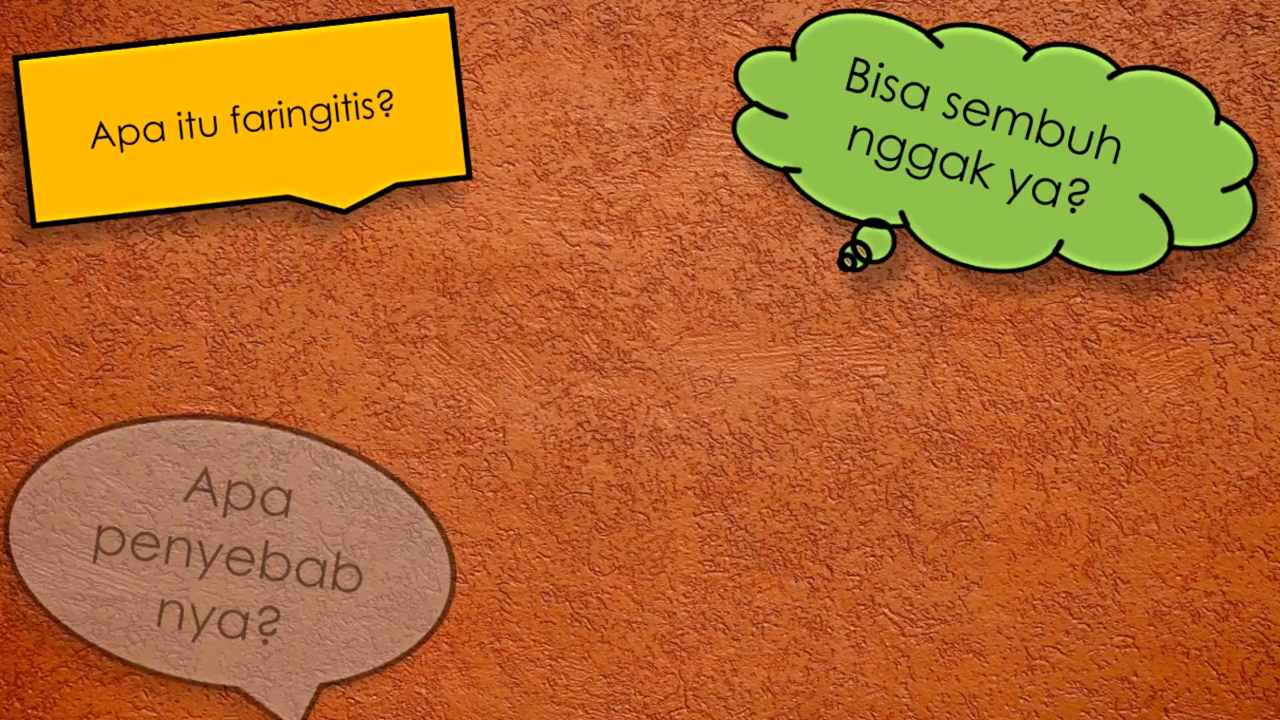 Apa itu faringitis?
Bisa sembuh
nggak ya?
Apa
penyebab
nya?